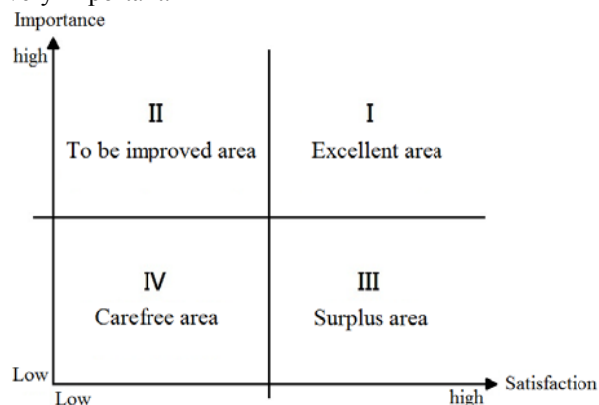 Importance
high
II
I
To be improved area
Excellent area
IV
III
Carefree area
Surplus area
Low
Satisfaction
Low
high